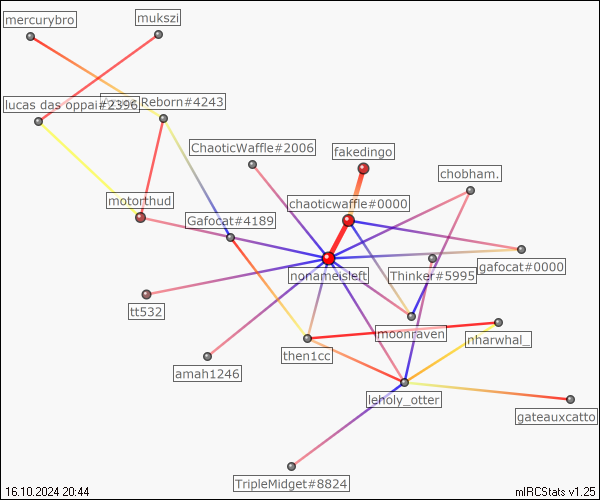 mercurybro
mukszi
lucas das oppai#2396
Reborn#4243
ChaoticWaffle#2006
fakedingo
chobham.
motorthud
chaoticwaffle#0000
Gafocat#4189
nonameisleft
Thinker#5995
gafocat#0000
tt532
moonraven
nharwhal_
then1cc
amah1246
leholy_otter
gateauxcatto
TripleMidget#8824
16.10.2024 20:44
mIRCStats v1.25